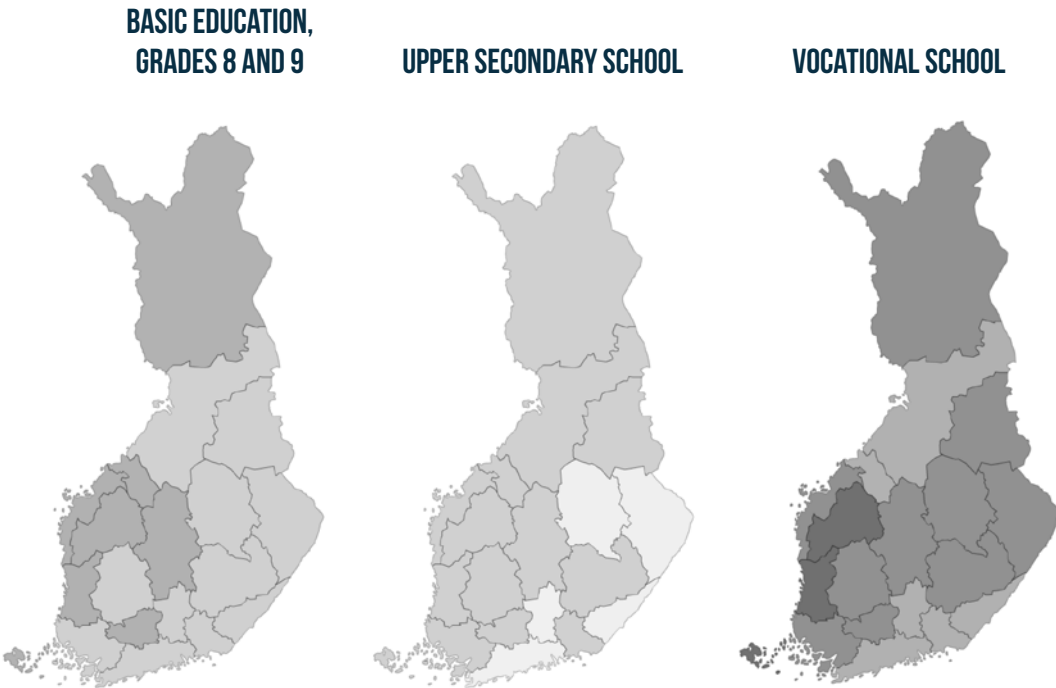 BASIC EDUCATION,
GRADES 8 AND 9
UPPER SECONDARY SCHOOL
VOCATIONAL SCHOOL